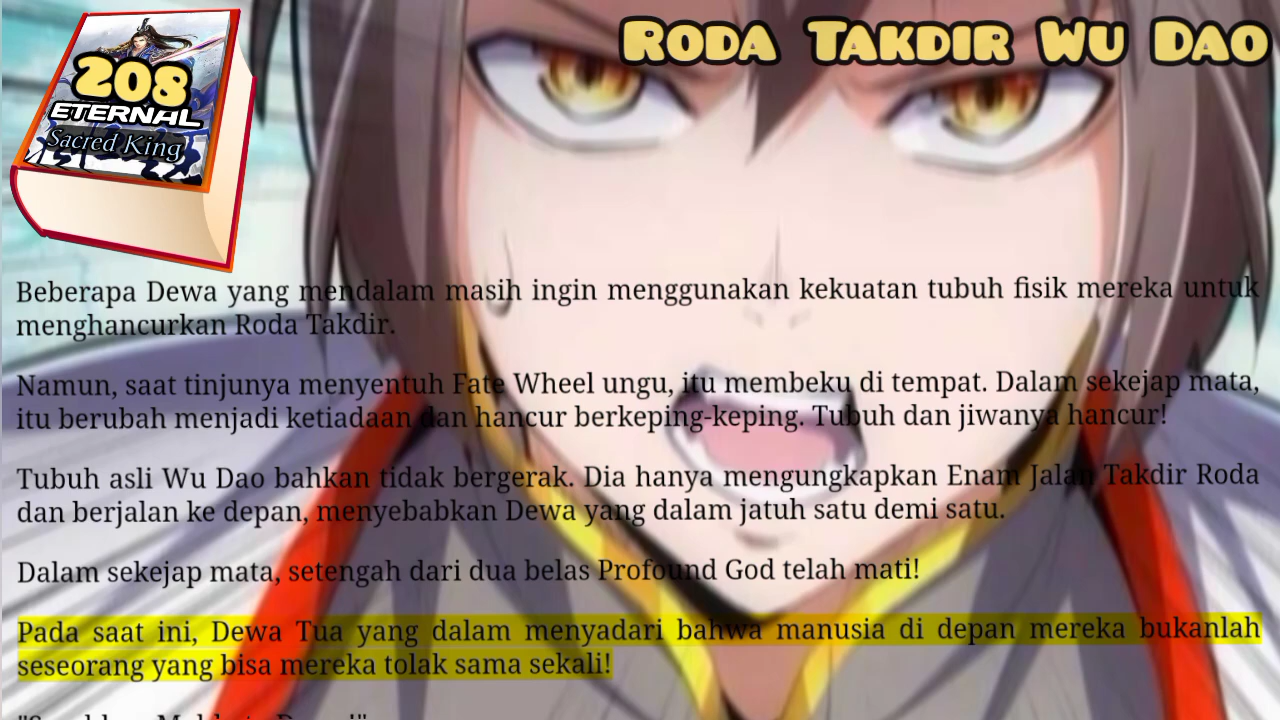 Roda Takdir Wu Dao
208
ETERNAL
Sacred King
Beberapa Dewa yang mendalam masih ingin menggunakan kekuatan tubuh fisik mereka untuk
menghancurkan Roda Takdir.
Namun, saat tinjunya menyentuh Fate Wheel ungu, itu membeku di tempat. Dalam sekejap mata,
itu berubah menjadi ketiadaan dan hancur berkeping-keping. Tubuh dan jiwanya hancur!
Tubuh asli Wu Dao bahkan tidak bergerak. Dia hanya mengungkapkan Enam Jalan Takdir Roda
dan berjalan ke depan, menyebabkan Dewa yang dalam jatuh satu demi satu.
Dalam sekejap mata, setengah dari dua belas Profound God telah mati!
Pada saat ini, Dewa Tua yang dalam menyadari bahwa manusia di depan mereka bukanlah
seseorang yang bisa mereka tolak sama sekali!